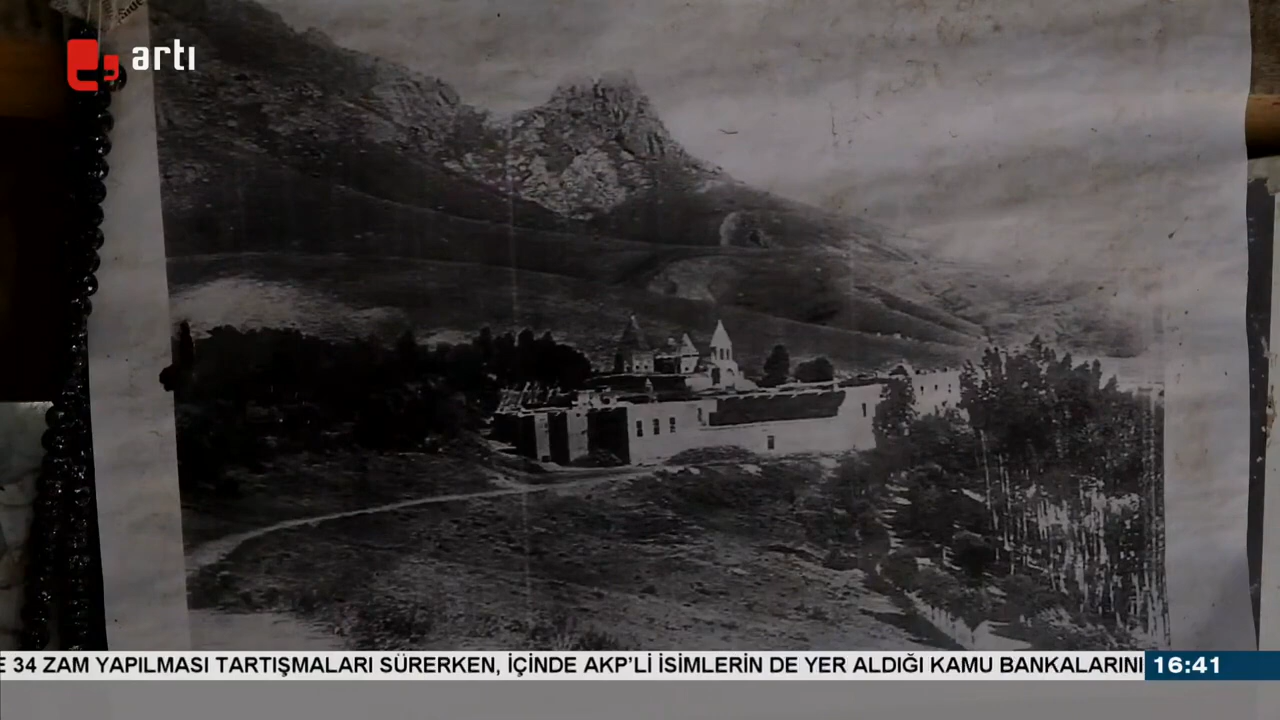 artı
E 34 ZAM YAPILMASI TARTIŞMALARI SÜRERKEN, İÇİNDE AKP'Lİ İSİMLERİN DE YER ALDIĞI KAMU BANKALARINI
16:41